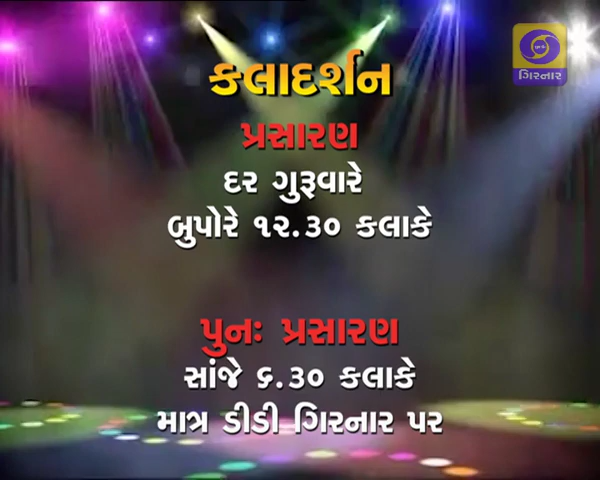 ગિરનાર
કલાદર્શન
પ્રસારણ
દર ગુરૂવારે
બુપોરે ૧૨.૩૦ કલાકે
પુનઃ પ્રસારણ
સાંજે ૬.૩૦ કલાકે
માત્ર ડીડી ગિરનાર પર